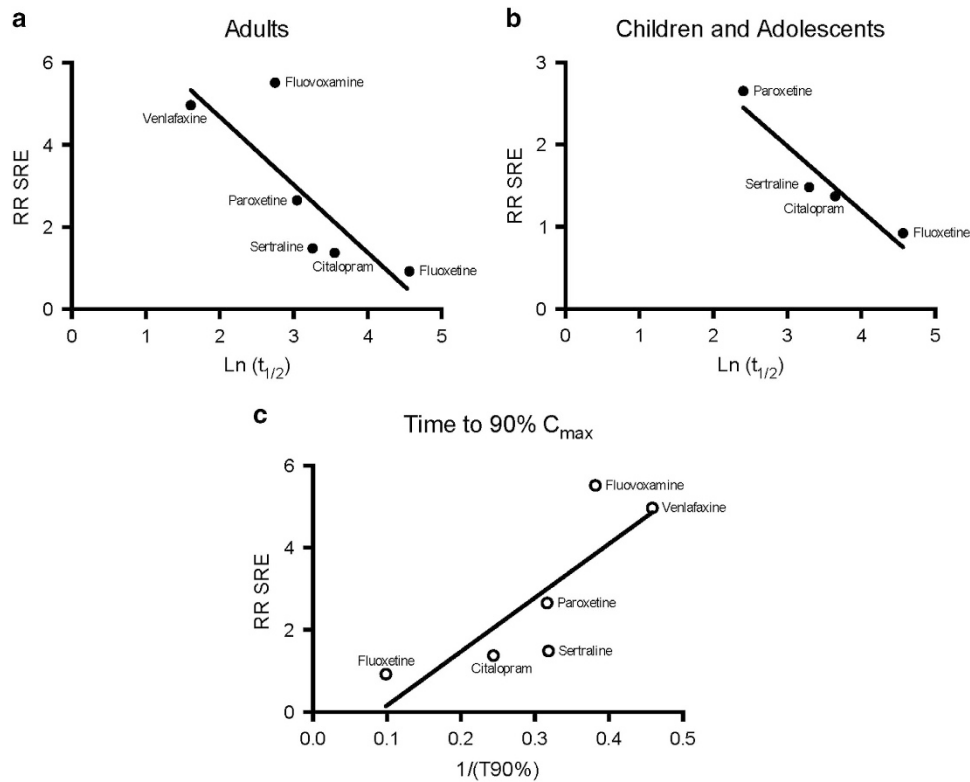 a
Adults
RR SRE
6
4
2
0
Fluovoxamine
Venlafaxine
Paroxetine
Sertraline
Citalopram
Fluoxetine
0 1 2 3 4 5
Ln (t1/2)
b
Children and Adolescents
RR SRE
3
2
1
0
Paroxetine
Sertraline
Citalopram
Fluoxetine
0 1 2 3 4 5
Ln (t1/2)
c
Time to 90% Cmax
RR SRE
6
4
2
0
Fluovoxamine
Venlafaxine
Paroxetine
Sertraline
Fluoxetine
Citalopram
0.0 0.1 0.2 0.3 0.4 0.5
1/(T90%)